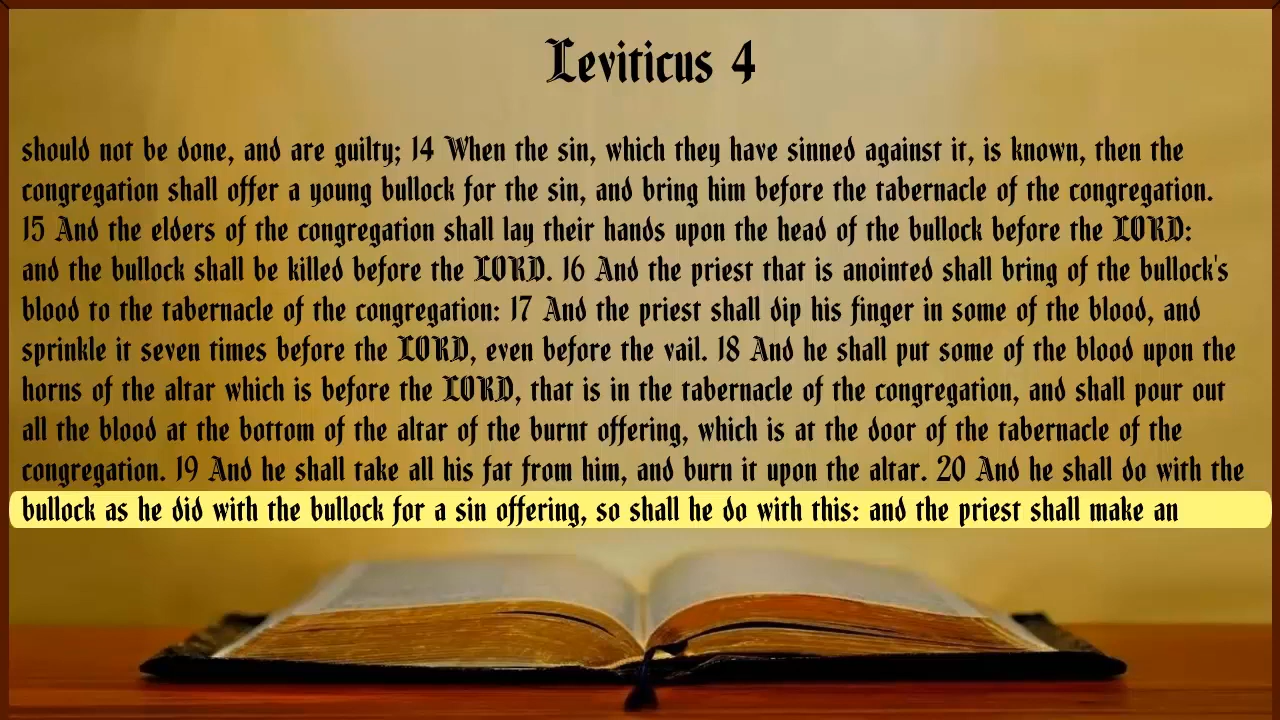 Leviticus 4
should not be done, and are guilty; 14 When the sin, which they have sinned against it, is known, then the
congregation shall offer a young bullock for the sin, and bring him before the tabernacle of the congregation.
15 And the elders of the congregation shall lay their hands upon the head of the bullock before the LORD:
and the bullock shall be killed before the LORD. 16 And the priest that is anointed shall bring of the bullock's
blood to the tabernacle of the congregation: 17 And the priest shall dip his finger in some of the blood, and
sprinkle it seven times before the LORD, even before the vail. 18 And he shall put some of the blood upon the
horns of the altar which is before the LORD, that is in the tabernacle of the congregation, and shall pour out
all the blood at the bottom of the altar of the burnt offering, which is at the door of the tabernacle of the
congregation. 19 And he shall take all his fat from him, and burn it upon the altar. 20 And he shall do with the
bullock as he did with the bullock for a sin offering, so shall he do with this: and the priest shall make an